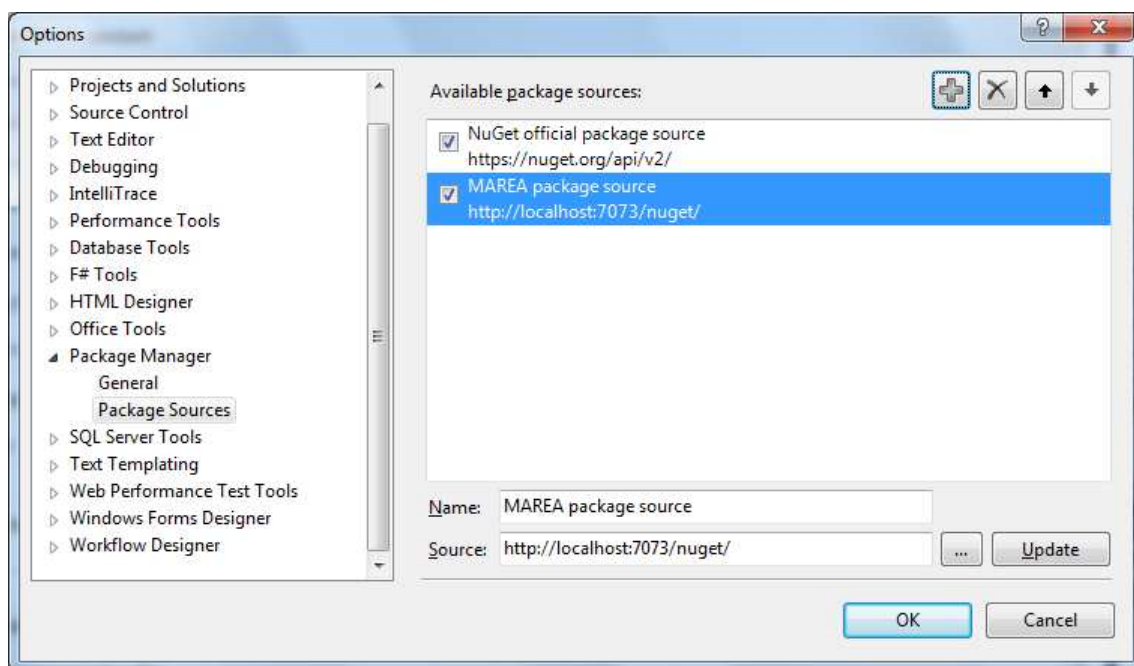 Options
Projects and Solutions
Source Control
Text Editor
Debugging
IntelliTrace
Performance Tools
Database Tools
F# Tools
HTML Designer
Office Tools
Package Manager
General
Package Sources
SQL Server Tools
Text Templating
Web Performance Test Tools
Windows Forms Designer
Workflow Designer
Available package sources:
NuGet official package source
https://nuget.org/api/v2/
MAREA package source
http://localhost:7073/nuget/
Name: MAREA package source
Source: http://localhost:7073/nuget/ ... Update
OK Cancel